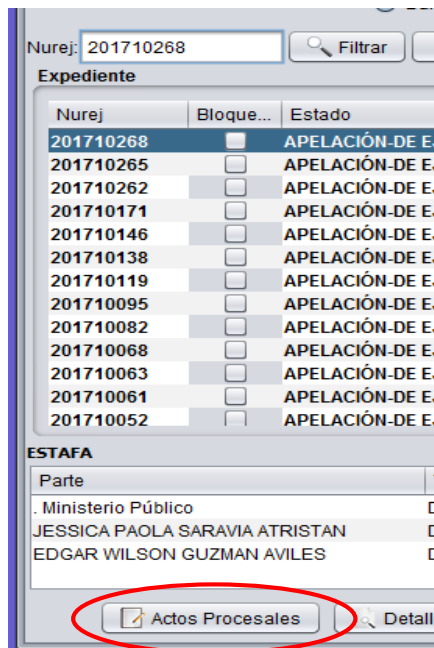 Nurej: 201710268 Filtrar
Expediente
Nurej Bloque... Estado
201710268 APELACIÓN-DE E
201710265 APELACIÓN-DE E
201710262 APELACIÓN-DE E
201710171 APELACIÓN-DE E
201710146 APELACIÓN-DE E
201710138 APELACIÓN-DE E
201710119 APELACIÓN-DE E
201710095 APELACIÓN-DE E
201710082 APELACIÓN-DE E
201710068 APELACIÓN-DE E
201710063 APELACIÓN-DE E
201710061 APELACIÓN-DE E
201710052 APELACIÓN-DE E
ESTAFA
Parte
. Ministerio Público
JESSICA PAOLA SARAVIA ATRISTAN
EDGAR WILSON GUZMAN AVILES
Actos Procesales Detall